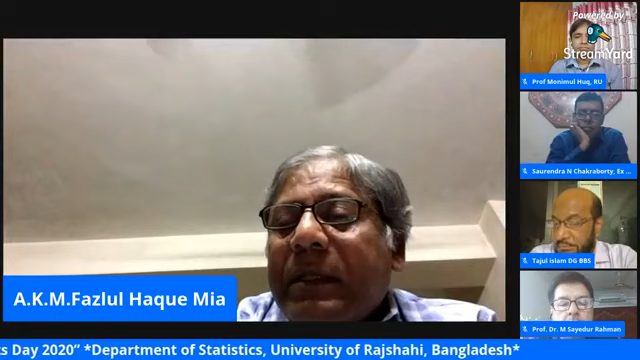 Powered by
StreamYard
Prof Monimul Huq, RU
Saurendra N Chakraborty, Ex ...
Tajul islam DG BBS
A.K.M.Fazlul Haque Mia
Prof. Dr. M Sayedur Rahman
cs Day 2020” *Department of Statistics, University of Rajshahi, Bangladesh*